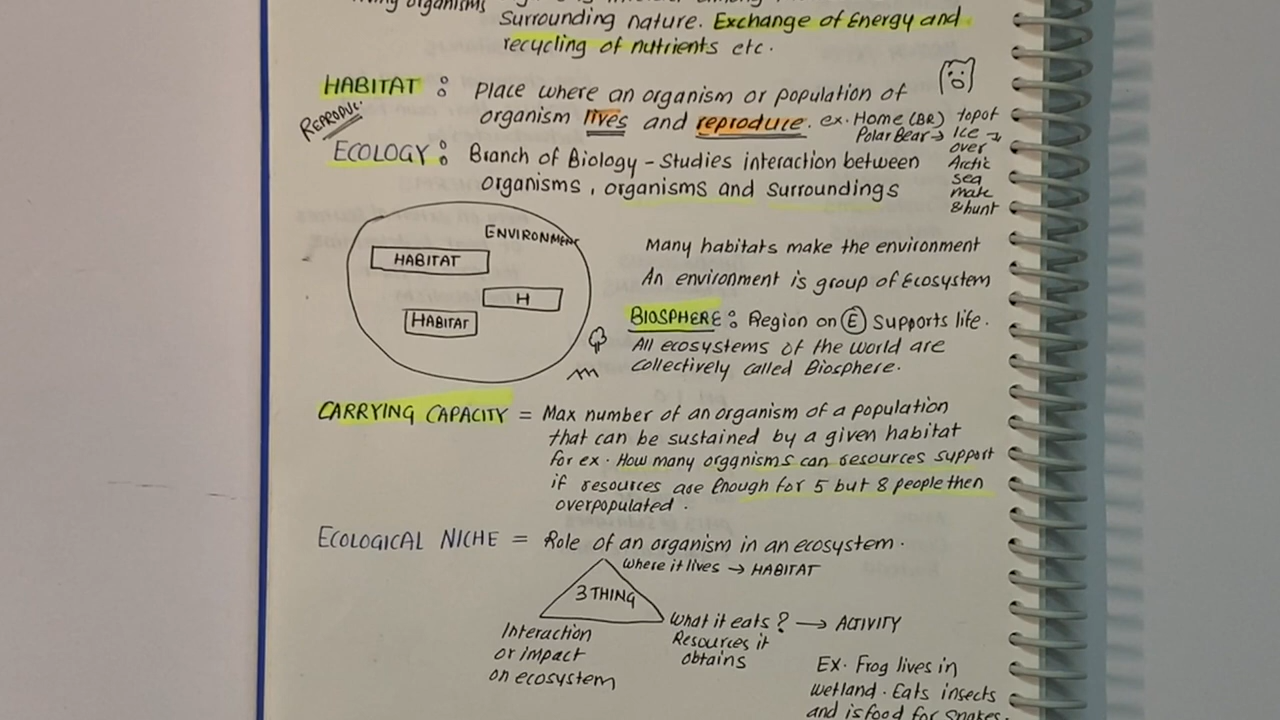 organisms
Surrounding nature. Exchange of Energy and
recycling of nutrients etc.
HABITAT : Place where an organism or population of
organism lives and reproduce. ex. Home (BR)
Polar Bear → topot
Ice →
over
Arctic
sea
mate
& hunt
REPRODUC.
ECOLOGY : Branch of Biology - Studies interaction between
organisms, organisms and surroundings
ENVIRONMENT
HABITAT
H
HABITAT
Many habitats make the environment
An environment is group of Ecosystem
BIOSPHERE : Region on (E) supports life.
All ecosystems of the world are
collectively called Biosphere.
CARRYING CAPACITY = Max number of an organism of a population
that can be sustained by a given habitat
for ex. How many organisms can resources support
if resources are enough for 5 but 8 people then
overpopulated.
ECOLOGICAL NICHE = Role of an organism in an ecosystem.
where it lives → HABITAT
3 THING
what it eats? → ACTIVITY
Resources it
obtains
Interaction
or impact
on ecosystem
EX. Frog lives in
wetland. Eats insects
and is food for snakes.